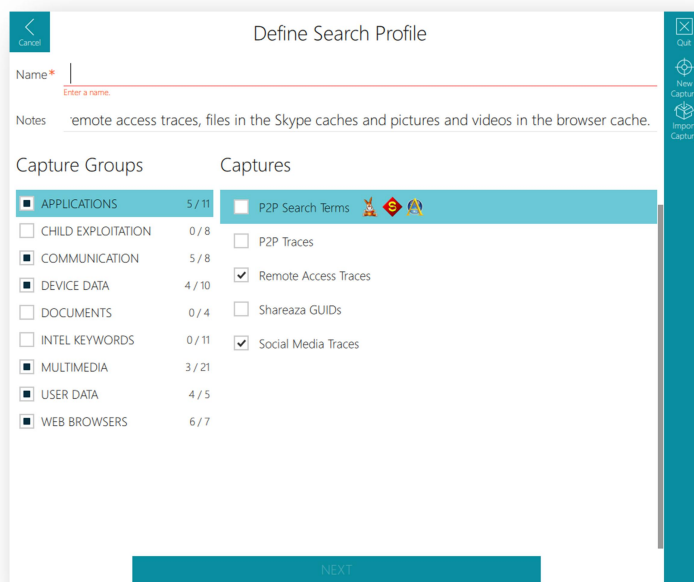 Define Search Profile
Cancel
Quit
Name*
Enter a name.
New
Captur
Notes
emote access traces, files in the Skype caches and pictures and videos in the browser cache.
Impor
Captur
Capture Groups
Captures
APPLICATIONS 5 / 11
P2P Search Terms
CHILD EXPLOITATION 0 / 8
P2P Traces
COMMUNICATION 5 / 8
Remote Access Traces
DEVICE DATA 4 / 10
Shareaza GUIDs
DOCUMENTS 0 / 4
INTEL KEYWORDS 0 / 11
Social Media Traces
MULTIMEDIA 3 / 21
USER DATA 4 / 5
WEB BROWSERS 6 / 7
NEXT